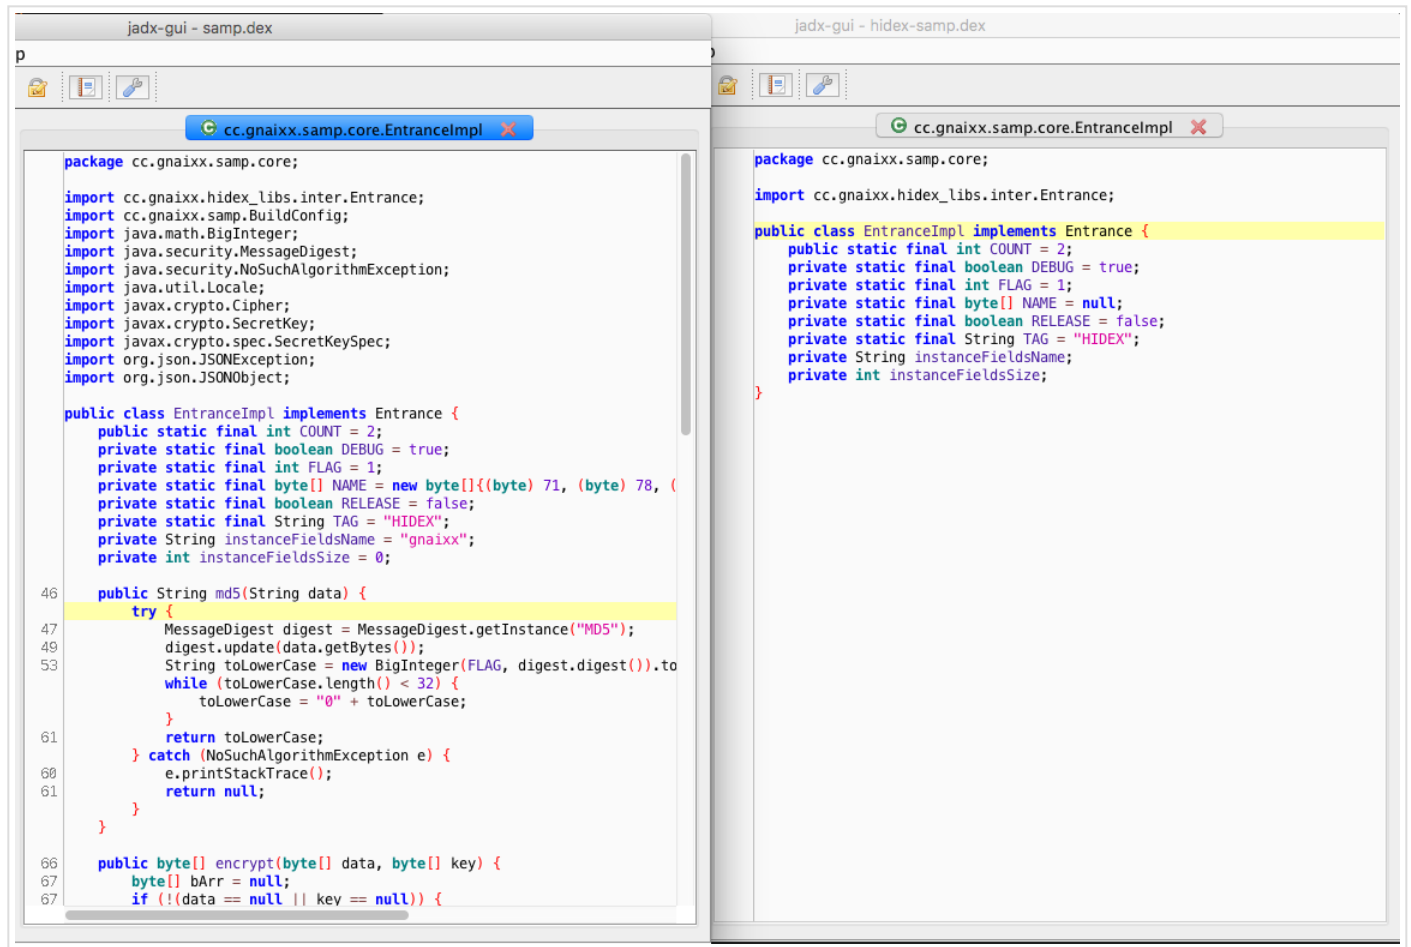 jadx-gui - samp.dex
p
cc.gnaixx.samp.core.EntranceImpl
package cc.gnaixx.samp.core;
import cc.gnaixx.hidex_libs.inter.Entrance;
import cc.gnaixx.samp.BuildConfig;
import java.math.BigInteger;
import java.security.MessageDigest;
import java.security.NoSuchAlgorithmException;
import java.util.Locale;
import javax.crypto.Cipher;
import javax.crypto.SecretKey;
import javax.crypto.spec.SecretKeySpec;
import org.json.JSONException;
import org.json.JSONObject;
public class EntranceImpl implements Entrance {
public static final int COUNT = 2;
private static final boolean DEBUG = true;
private static final int FLAG = 1;
private static final byte[] NAME = new byte[]{(byte) 71, (byte) 78, (
private static final boolean RELEASE = false;
private static final String TAG = "HIDEX";
private String instanceFieldsName = "gnaixx";
private int instanceFieldsSize = 0;
46 public String md5(String data) {
try {
47 MessageDigest digest = MessageDigest.getInstance("MD5");
49 digest.update(data.getBytes());
53 String toLowerCase = new BigInteger(FLAG, digest.digest()).to
while (toLowerCase.length() < 32) {
toLowerCase = "0" + toLowerCase;
}
61 return toLowerCase;
} catch (NoSuchAlgorithmException e) {
60 e.printStackTrace();
61 return null;
}
}
66 public byte[] encrypt(byte[] data, byte[] key) {
67 byte[] bArr = null;
67 if (!(data == null || key == null)) {
jadx-gui - hidex-samp.dex
cc.gnaixx.samp.core.EntranceImpl
package cc.gnaixx.samp.core;
import cc.gnaixx.hidex_libs.inter.Entrance;
public class EntranceImpl implements Entrance {
public static final int COUNT = 2;
private static final boolean DEBUG = true;
private static final int FLAG = 1;
private static final byte[] NAME = null;
private static final boolean RELEASE = false;
private static final String TAG = "HIDEX";
private String instanceFieldsName;
private int instanceFieldsSize;
}